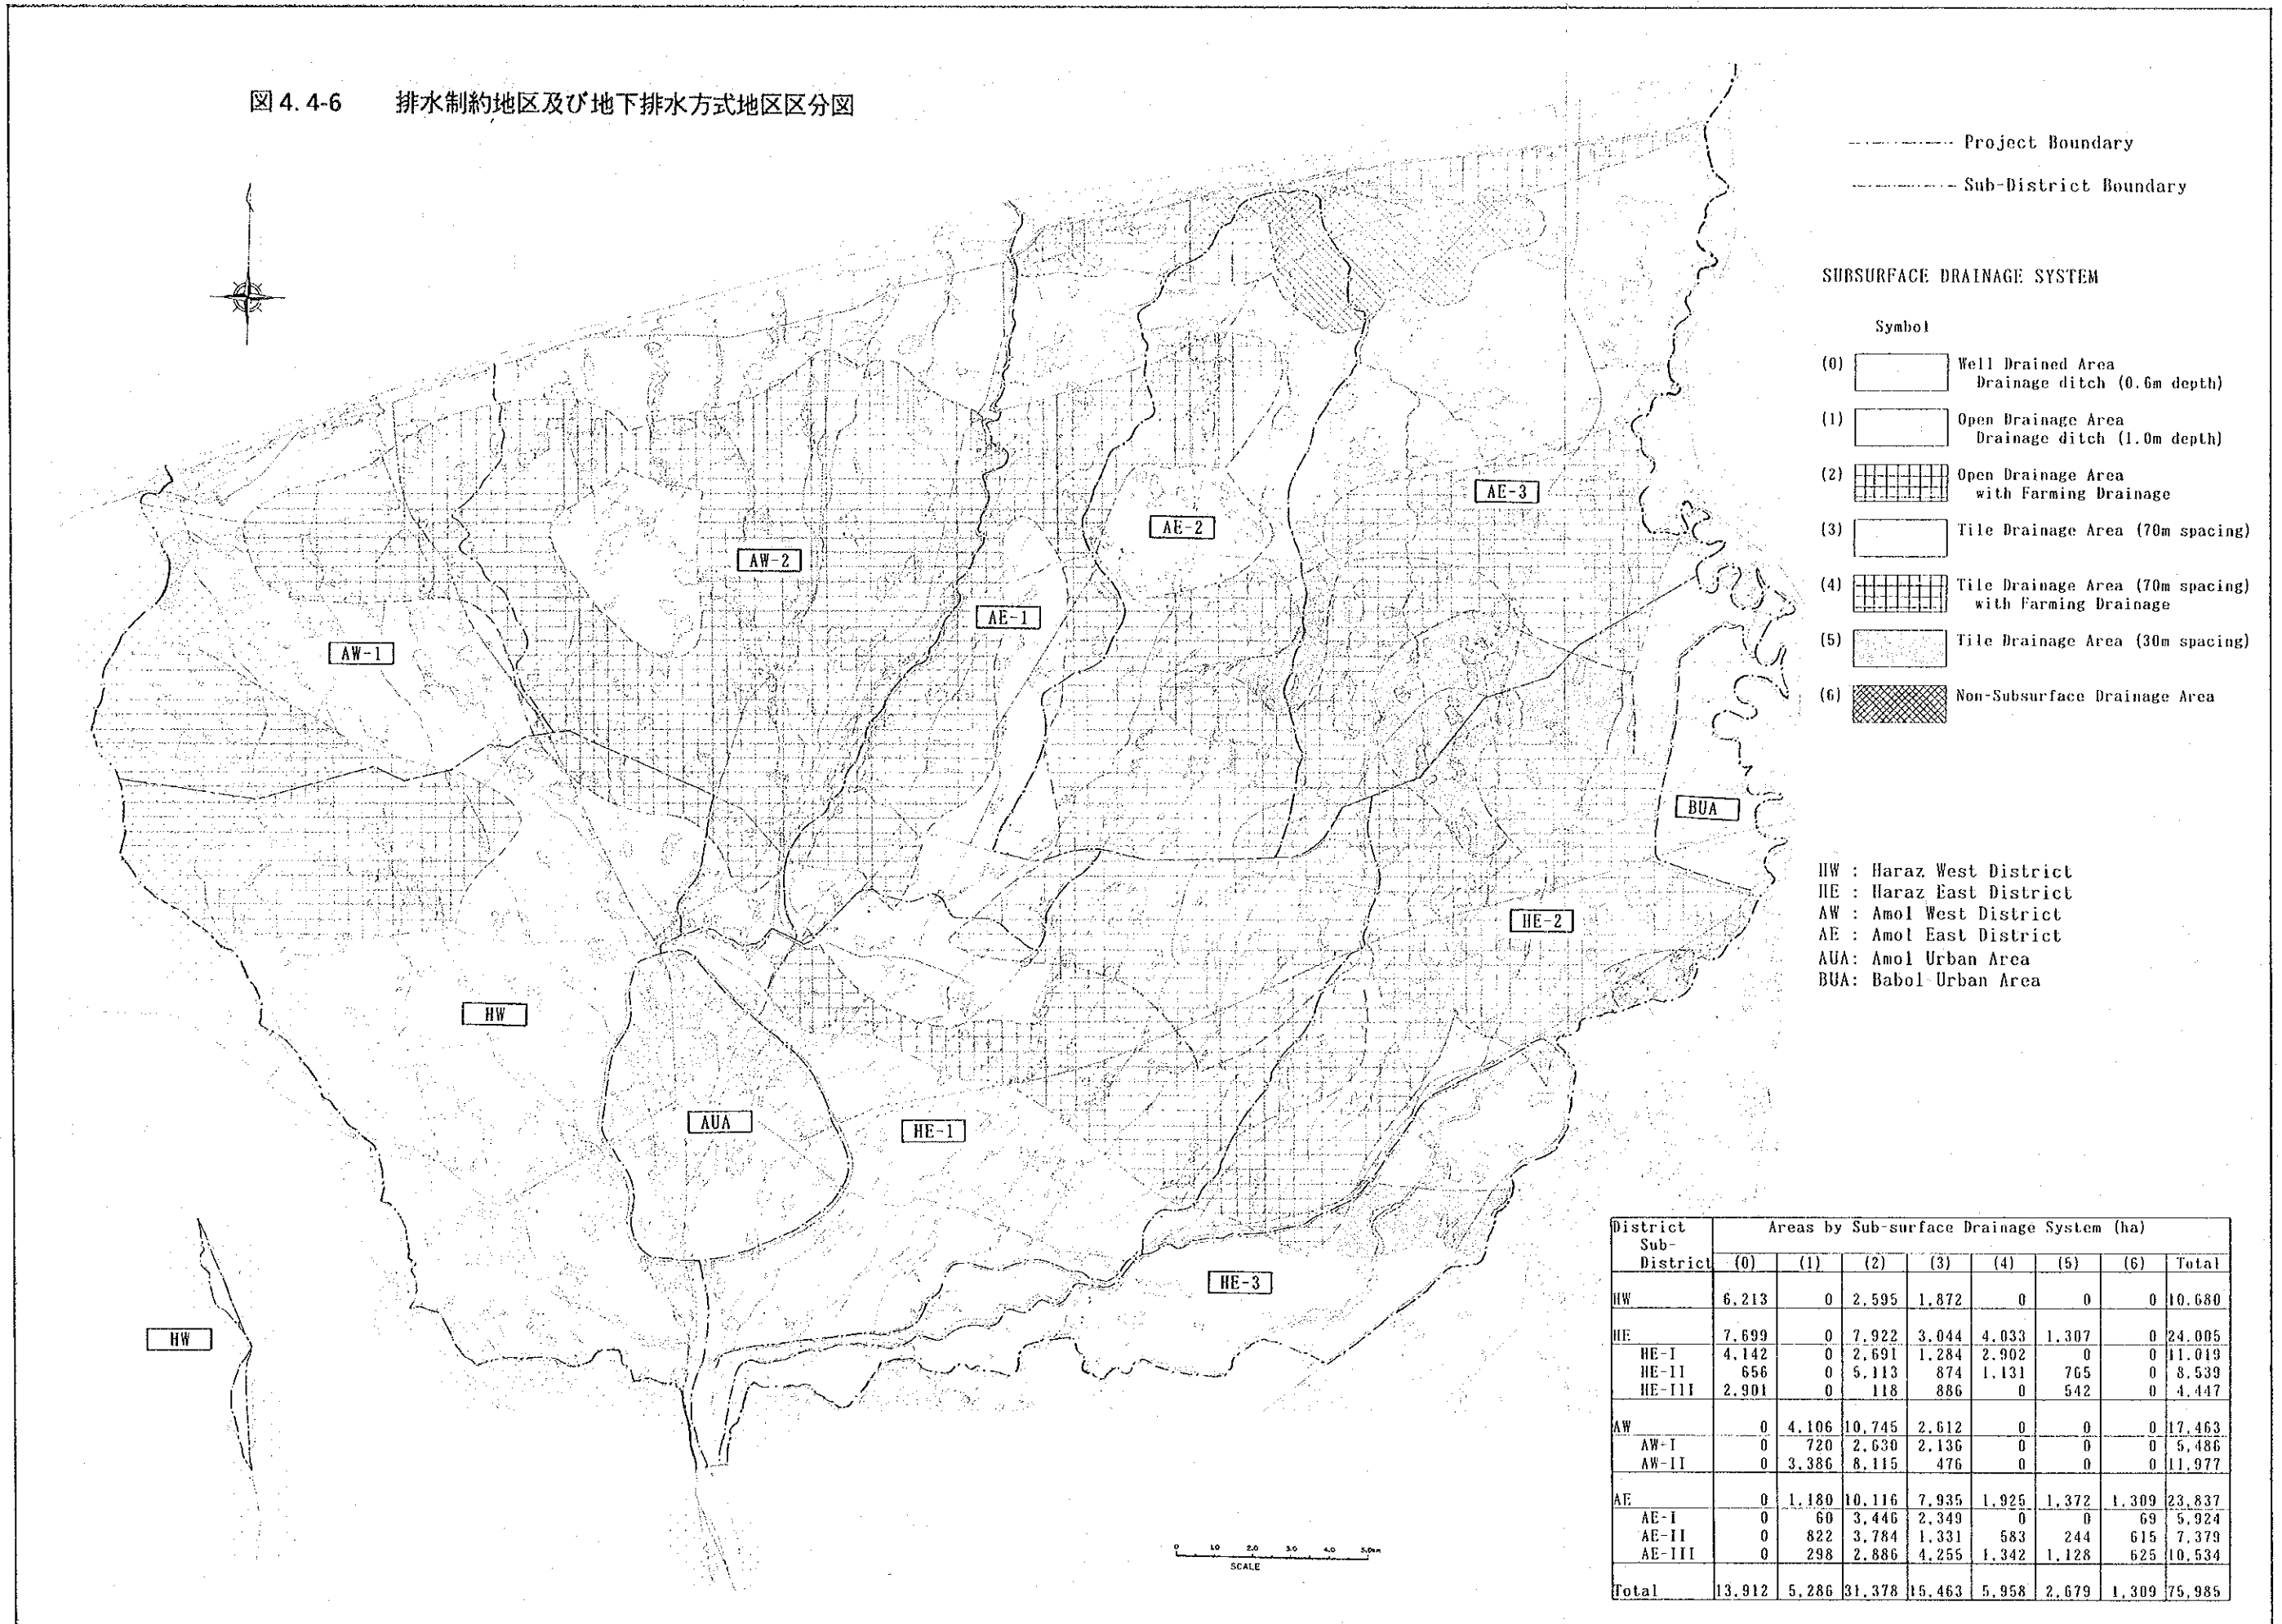 図 4.4-6 排水制約地区及び地下排水方式地区区分図
Project Boundary
Sub-District Boundary
SUBSURFACE DRAINAGE SYSTEM
Symbol
(0) Well Drained Area
Drainage ditch (0.6m depth)
(1) Open Drainage Area
Drainage ditch (1.0m depth)
(2) Open Drainage Area
with Farming Drainage
(3) Tile Drainage Area (70m spacing)
(4) Tile Drainage Area (70m spacing)
with Farming Drainage
(5) Tile Drainage Area (30m spacing)
(6) Non-Subsurface Drainage Area
HW : Haraz West District
HE : Haraz East District
AW : Amol West District
AE : Amol East District
AUA: Amol Urban Area
BUA: Babol Urban Area
AE-3
AE-2
AW-2
AE-1
AW-1
BUA
HE-2
HW
AUA
HE-1
HE-3
HW
0 1.0 2.0 3.0 4.0 5.0km
SCALE
District Areas by Sub-surface Drainage System (ha)
Sub-
District (0) (1) (2) (3) (4) (5) (6) Total
HW 6,213 0 2,595 1,872 0 0 0 10,680
HE 7,699 0 7,922 3,044 4,033 1,307 0 24,005
HE-I 4,142 0 2,691 1,284 2,902 0 0 11,019
HE-II 656 0 5,113 874 1,131 765 0 8,539
HE-III 2,901 0 118 886 0 542 0 4,447
AW 0 4,106 10,745 2,612 0 0 0 17,463
AW-I 0 720 2,630 2,136 0 0 0 5,486
AW-II 0 3,386 8,115 476 0 0 0 11,977
AE 0 1,180 10,116 7,935 1,925 1,372 1,309 23,837
AE-I 0 60 3,446 2,349 0 0 69 5,924
AE-II 0 822 3,784 1,331 583 244 615 7,379
AE-III 0 298 2,886 4,255 1,342 1,128 625 10,534
Total 13,912 5,286 31,378 15,463 5,958 2,679 1,309 75,985